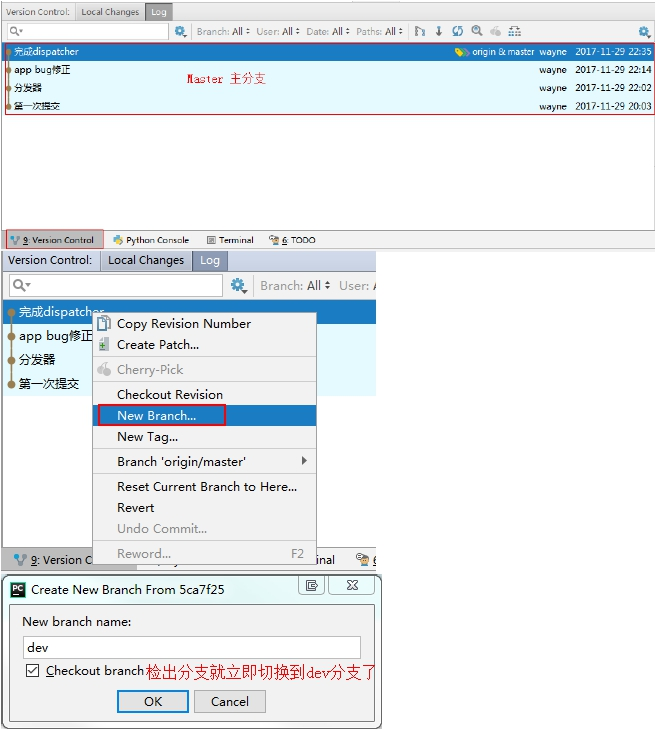 Version Control: Local Changes Log
Branch: All User: All Date: All Paths: All
完成dispatcher origin & master wayne 2017-11-29 22:35
app bug修正 wayne 2017-11-29 22:14
Master 主分支
分发器 wayne 2017-11-29 22:02
第一次提交 wayne 2017-11-29 20:03
9: Version Control Python Console Terminal 6: TODO
Version Control: Local Changes Log
Branch: All User:
完成dispatcher
app bug修正
分发器
第一次提交
Copy Revision Number
Create Patch...
Cherry-Pick
Checkout Revision
New Branch...
New Tag...
Branch 'origin/master'
Reset Current Branch to Here...
Revert
Undo Commit...
Reword... F2
9: Version C inal 6
PC Create New Branch From 5ca7f25
New branch name:
dev
Checkout branch 检出分支就立即切换到dev分支了
OK Cancel